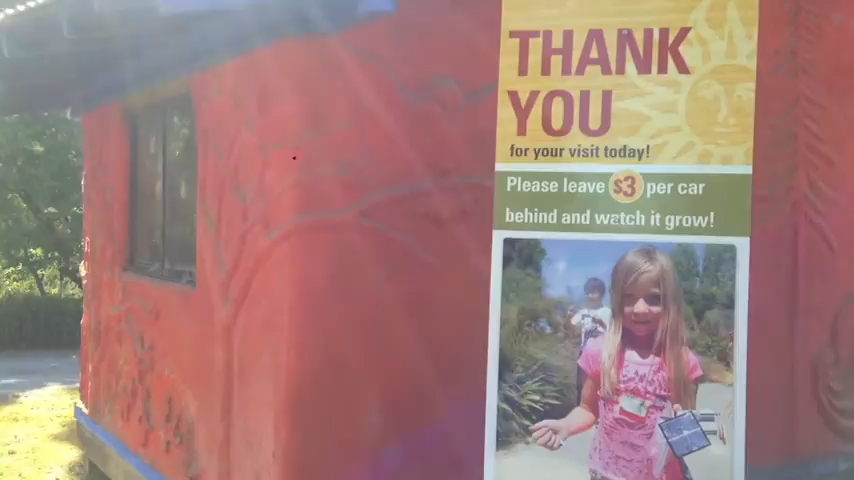 THANK
YOU
for your visit today!
Please leave $3 per car
behind and watch it grow!